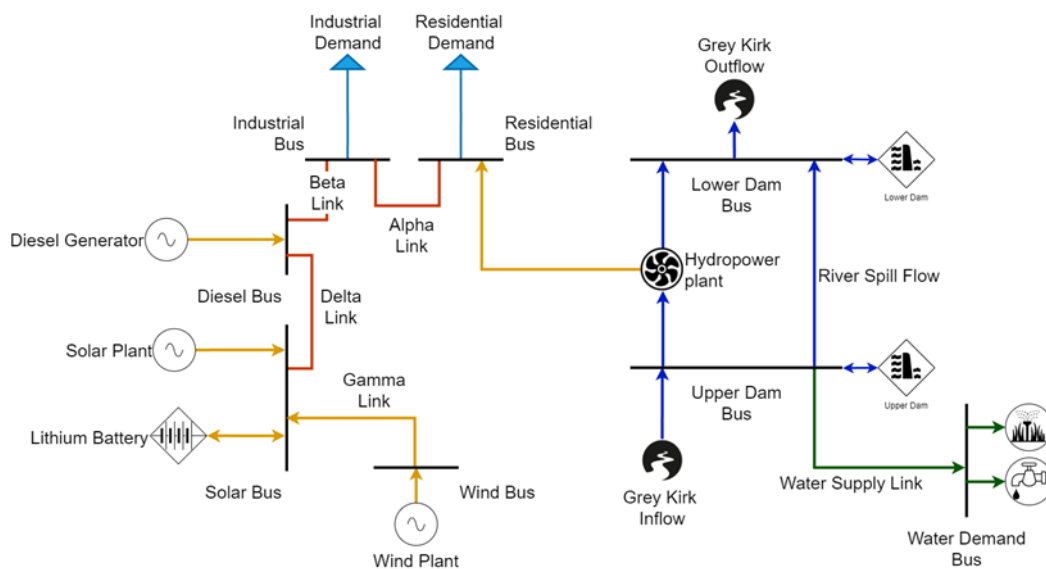 Industrial
Demand
Residential
Demand
Grey Kirk
Outflow
Industrial
Bus
Residential
Bus
Beta
Link
Alpha
Link
Lower Dam
Bus
Lower Dam
Diesel Generator
Hydropower
plant
River Spill Flow
Diesel Bus
Delta
Link
Solar Plant
Gamma
Link
Upper Dam
Bus
Upper Dam
Lithium Battery
Solar Bus
Wind Bus
Grey Kirk
Inflow
Water Supply Link
Wind Plant
Water Demand
Bus